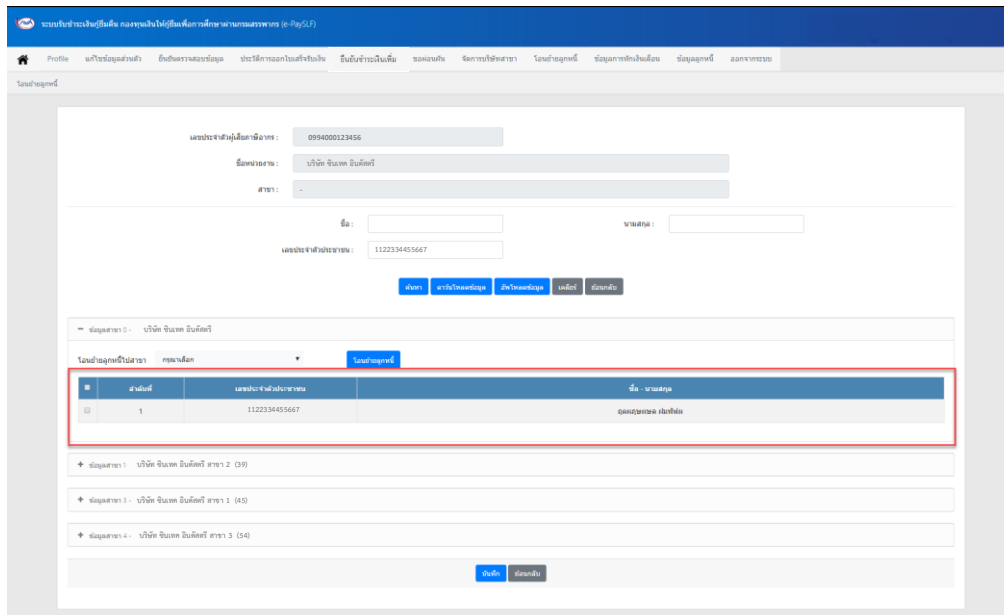 ระบบรับชำระเงินกู้ยืมคืน กองทุนเงินให้กู้ยืมเพื่อการศึกษาผ่านกรมสรรพากร (e-PaySLF)
Profile แก้ไขข้อมูลส่วนตัว ยืนยันตรวจสอบข้อมูล ประวัติการออกใบเสร็จรับเงิน ยืนยันชำระเงินเพิ่ม ขอผ่อนผัน จัดการบริษัทสาขา โอนย้ายลูกหนี้ ข้อมูลการหักเงินเดือน ข้อมูลลูกหนี้ ออกจากระบบ
โอนย้ายลูกหนี้
เลขประจำตัวผู้เสียภาษีอากร : 0994000123456
ชื่อหน่วยงาน : บริษัท ชินเทค อินดัสตรี
สาขา : -
ชื่อ : นามสกุล :
เลขประจำตัวประชาชน : 1122334455667
ค้นหา ดาวน์โหลดข้อมูล อัพโหลดข้อมูล เคลียร์ ย้อนกลับ
ข้อมูลสาขา 0 - บริษัท ชินเทค อินดัสตรี
โอนย้ายลูกหนี้ไปสาขา กรุณาเลือก โอนย้ายลูกหนี้
ลำดับที่ เลขประจำตัวประชาชน ชื่อ - นามสกุล
1 1122334455667
+ ข้อมูลสาขา 1 บริษัท ชินเทค อินดัสตรี สาขา 2 (39)
+ ข้อมูลสาขา 3 - บริษัท ชินเทค อินดัสตรี สาขา 1 (45)
+ ข้อมูลสาขา 4 - บริษัท ชินเทค อินดัสตรี สาขา 3 (54)
บันทึก ย้อนกลับ